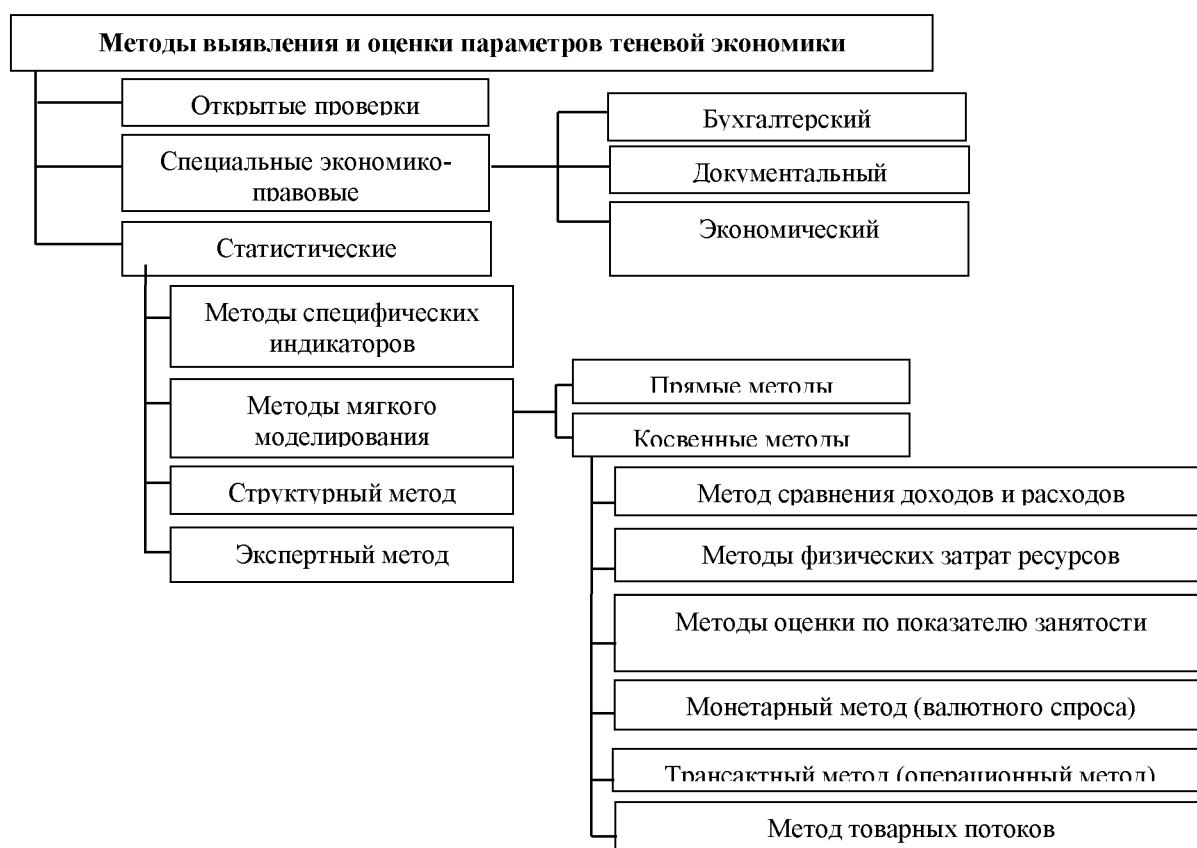 Методы выявления и оценки параметров теневой экономики
Открытые проверки
Специальные экономико-
правовые
Бухгалтерский
Документальный
Экономический
Статистические
Методы специфических
индикаторов
Методы мягкого
моделирования
Структурный метод
Экспертный метод
Прямые методы
Косвенные методы
Метод сравнения доходов и расходов
Методы физических затрат ресурсов
Методы оценки по показателю занятости
Монетарный метод (валютного спроса)
Трансактный метод (операционный метод)
Метод товарных потоков